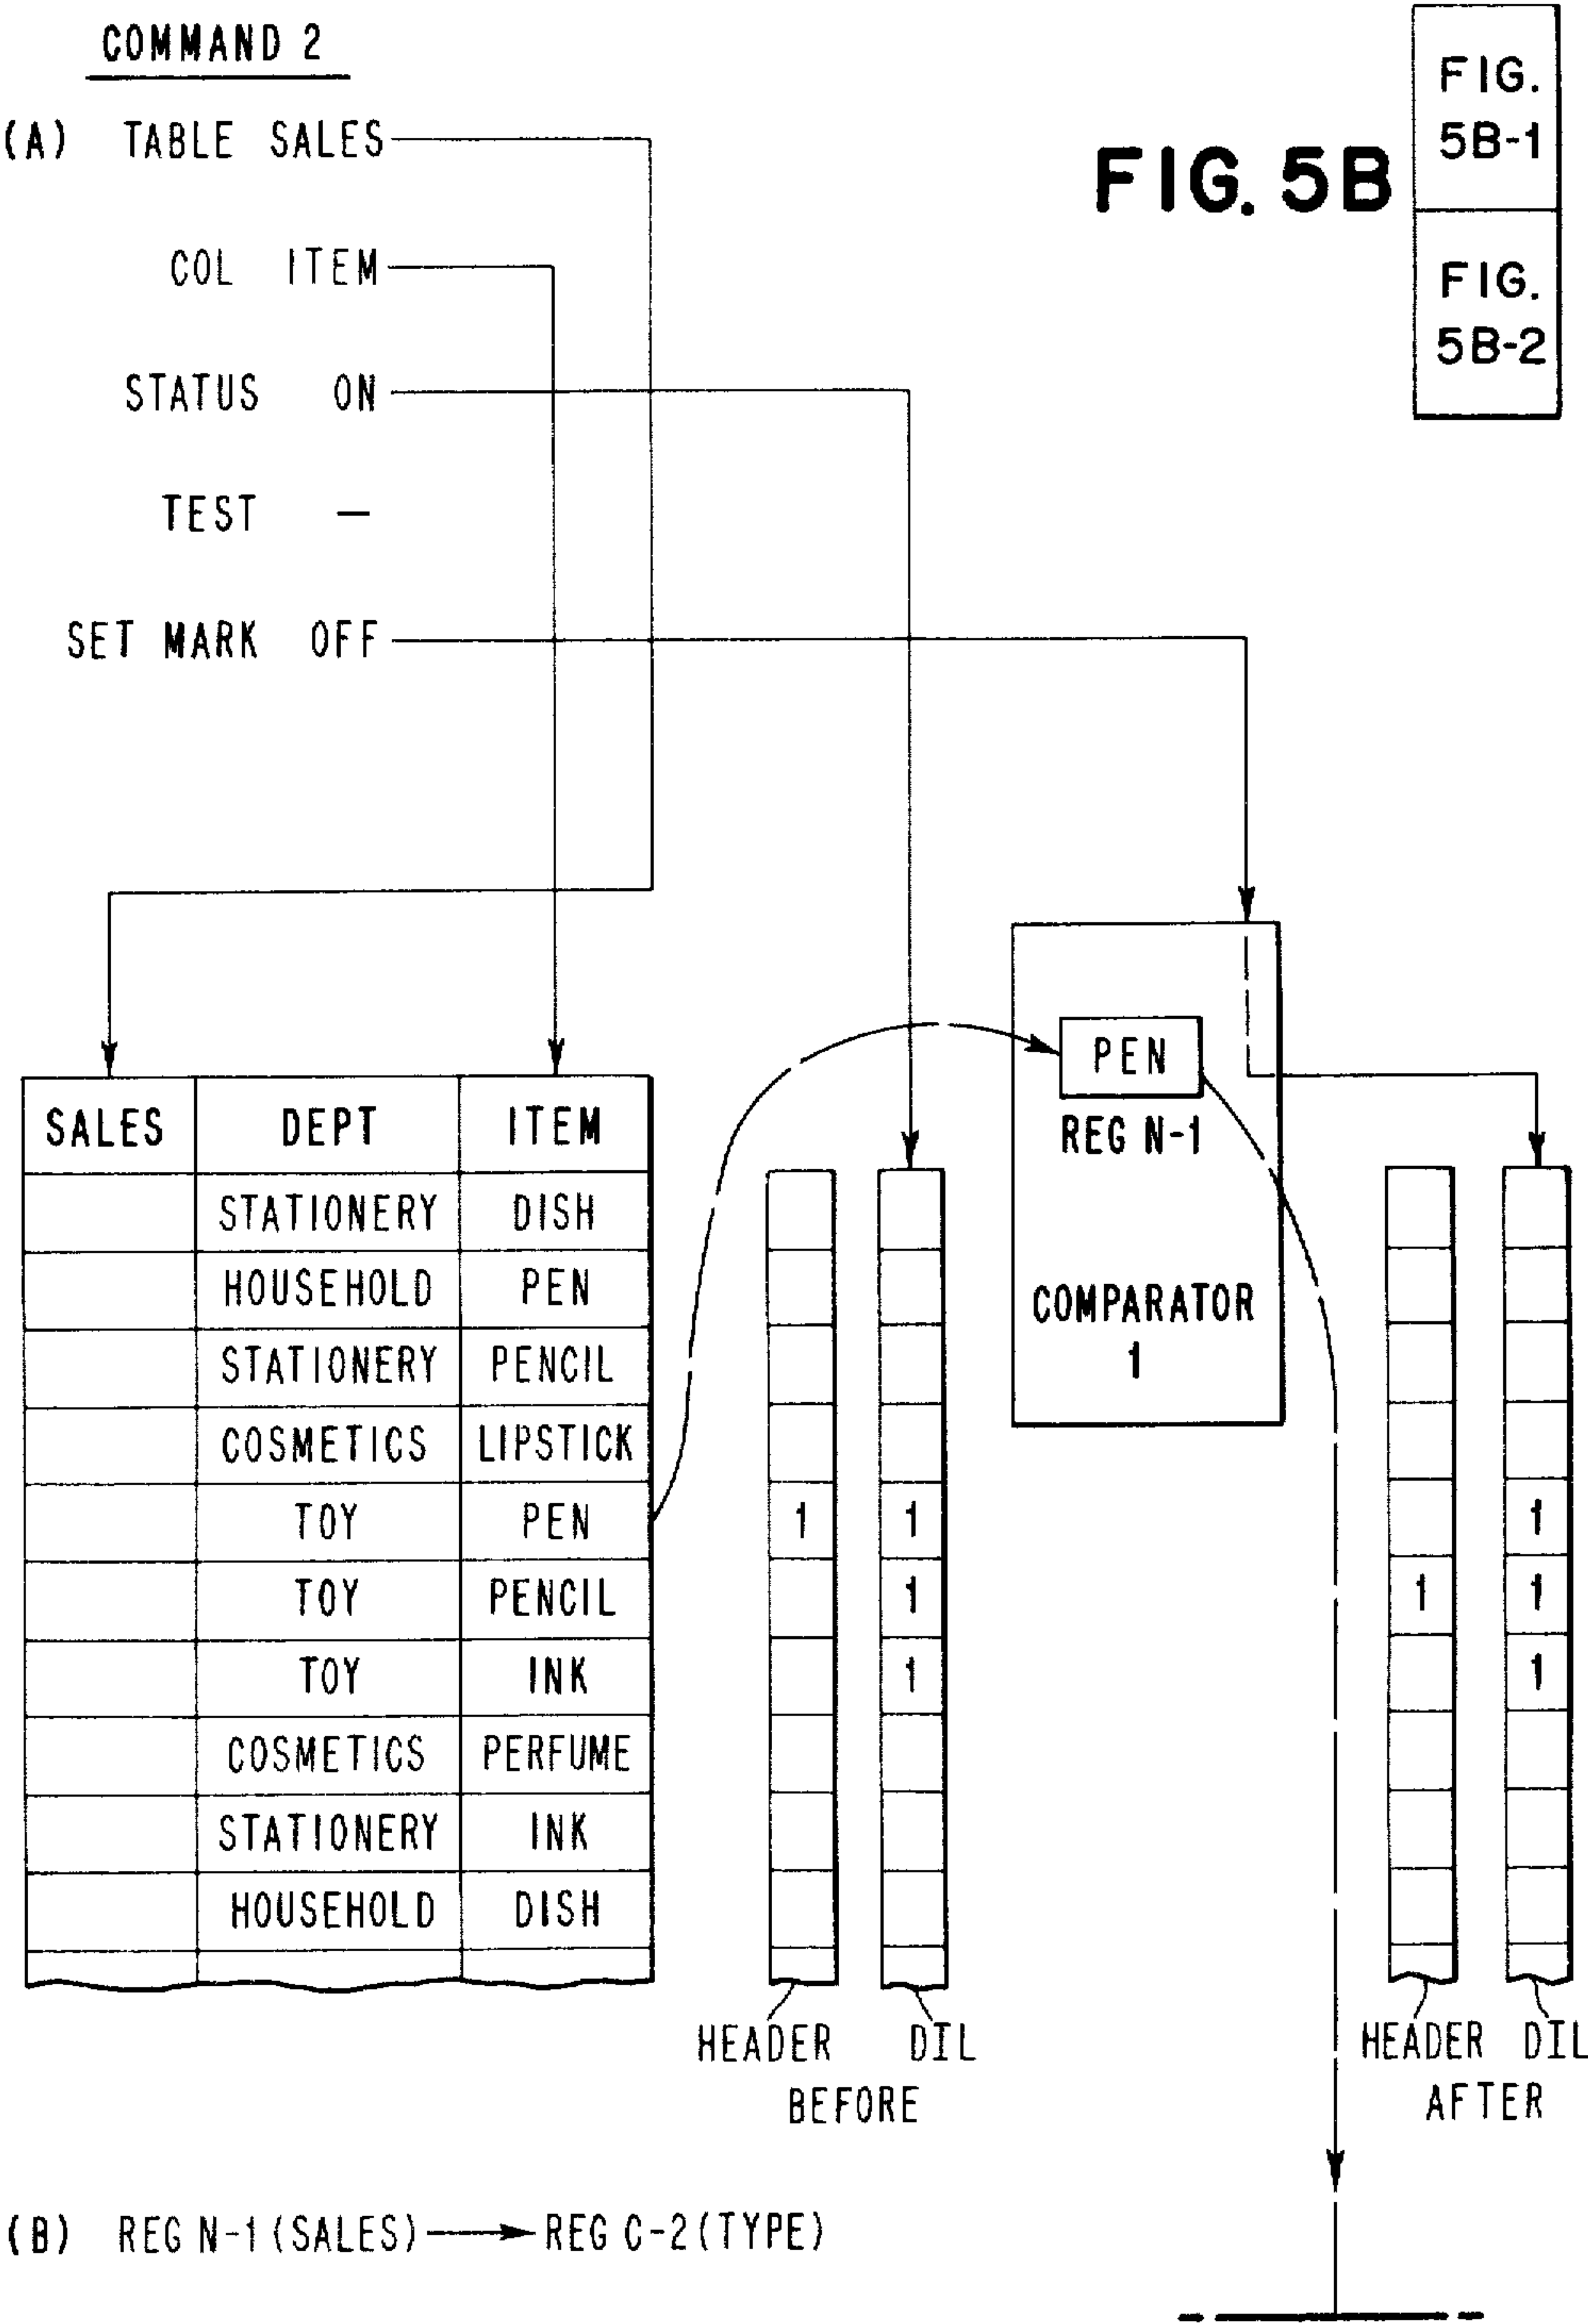 COMMAND 2
(A) TABLE SALES
COL ITEM
STATUS ON
TEST —
SET MARK OFF
FIG. 5B
FIG.
5B-1
FIG.
5B-2
SALES DEPT ITEM
STATIONERY DISH
HOUSEHOLD PEN
STATIONERY PENCIL
COSMETICS LIPSTICK
TOY PEN 1 1 1
TOY PENCIL 1 1 1
TOY INK 1 1
COSMETICS PERFUME
STATIONERY INK
HOUSEHOLD DISH
PEN
REG N-1
COMPARATOR
1
HEADER DIL
BEFORE
HEADER DIL
AFTER
(B) REG N-1 (SALES) → REG C-2 (TYPE)